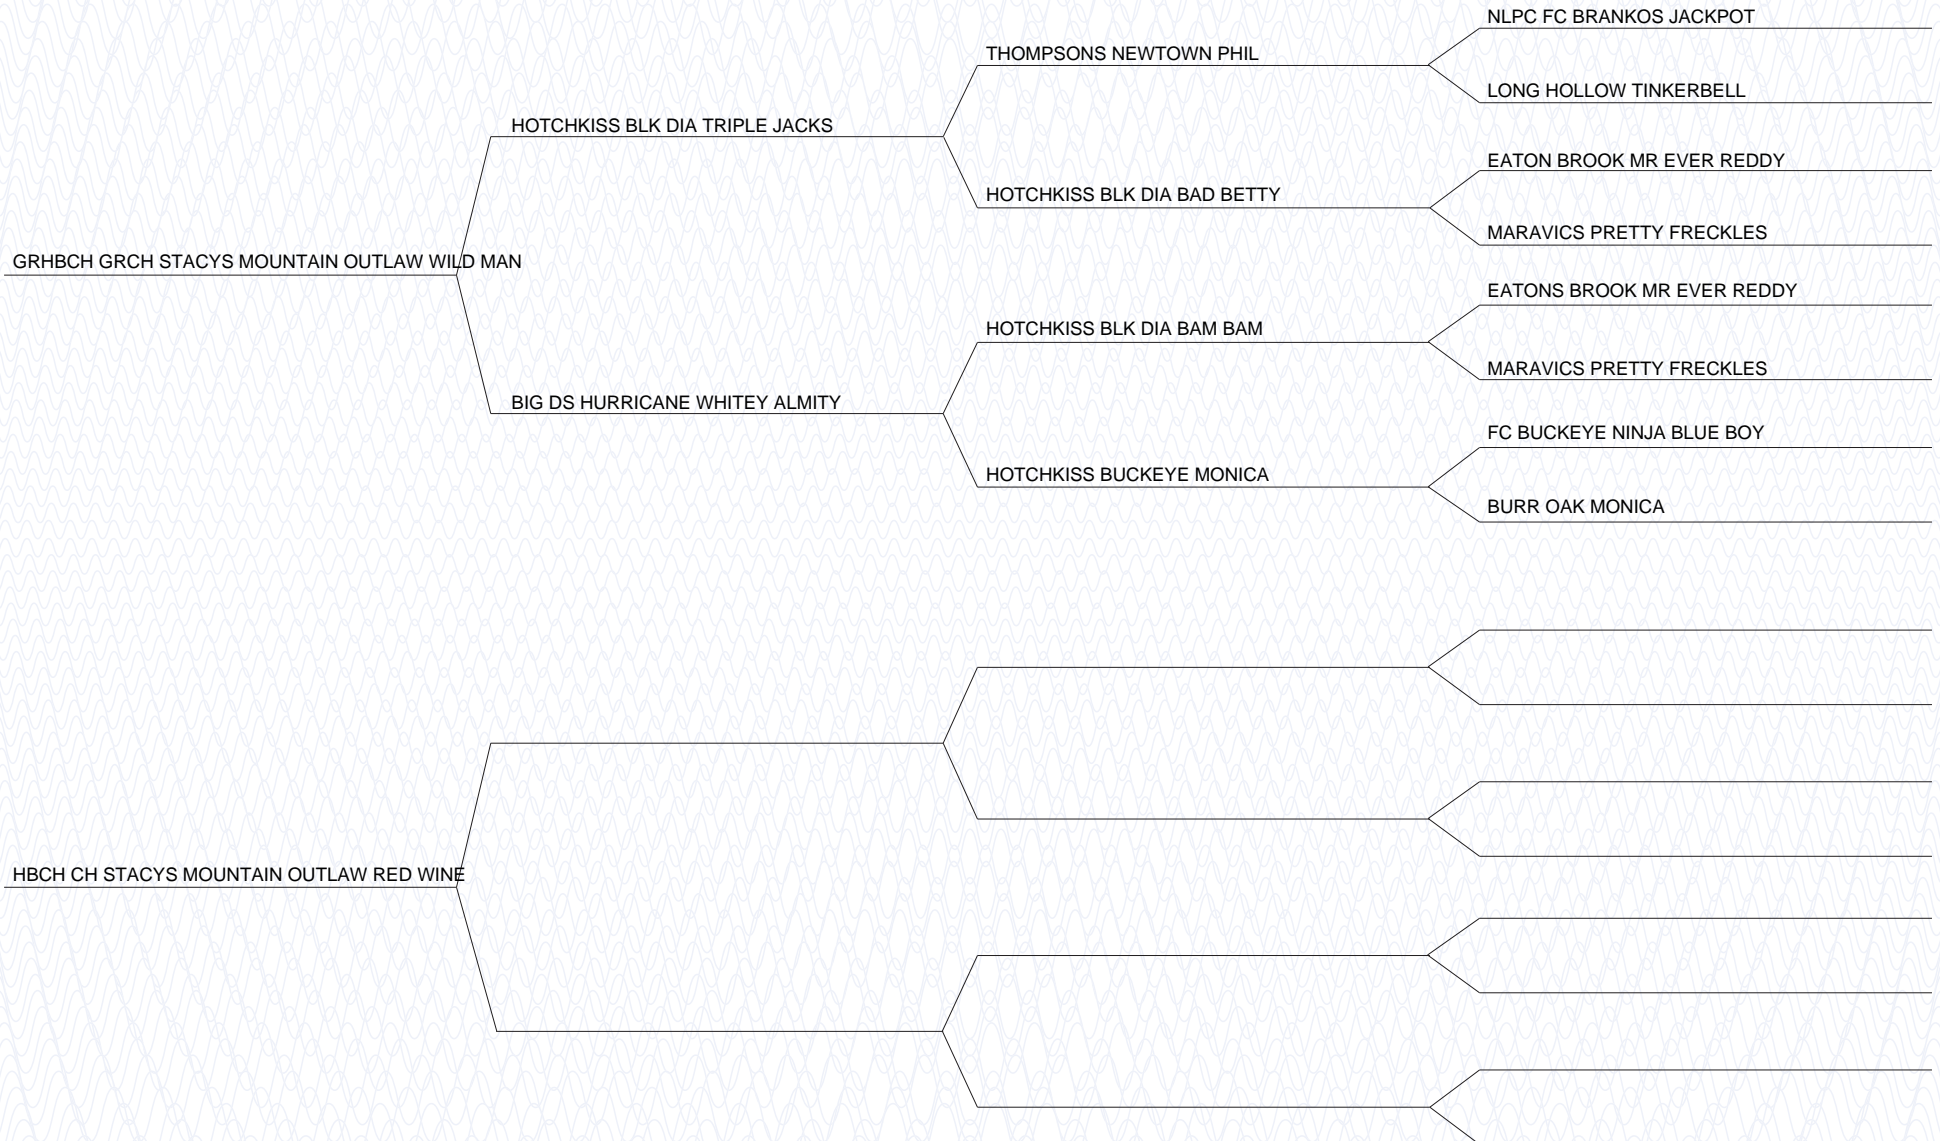 NLPC FC BRANKOS JACKPOT
THOMPSONS NEWTOWN PHIL
LONG HOLLOW TINKERBELL
HOTCHKISS BLK DIA TRIPLE JACKS
EATON BROOK MR EVER REDDY
HOTCHKISS BLK DIA BAD BETTY
MARAVICS PRETTY FRECKLES
GRHBCH GRCH STACYS MOUNTAIN OUTLAW WILD MAN
EATONS BROOK MR EVER REDDY
HOTCHKISS BLK DIA BAM BAM
MARAVICS PRETTY FRECKLES
BIG DS HURRICANE WHITEY ALMITY
FC BUCKEYE NINJA BLUE BOY
HOTCHKISS BUCKEYE MONICA
BURR OAK MONICA
HBCH CH STACYS MOUNTAIN OUTLAW RED WINE